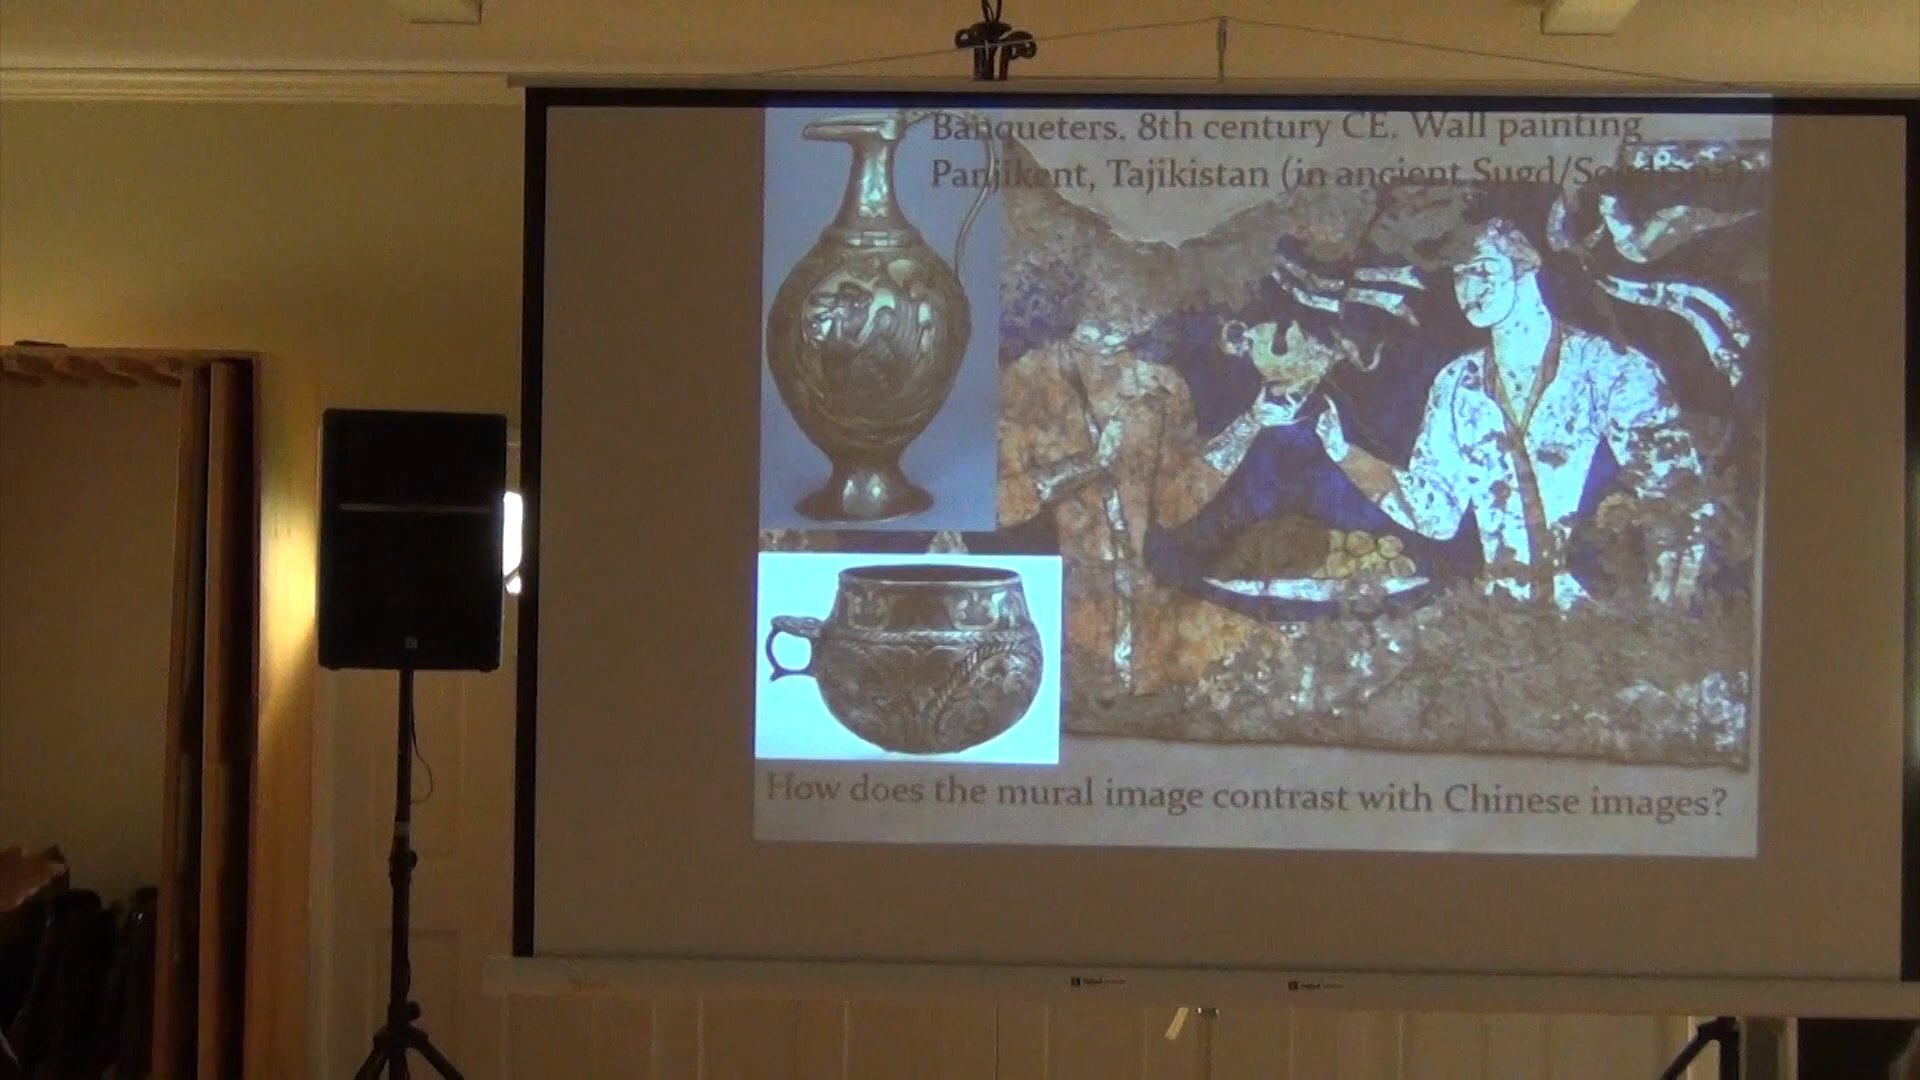 Banqueters. 8th century CE. Wall painting
Panjikent, Tajikistan (in ancient Sugd/Sogdiana)
How does the mural image contrast with Chinese images?